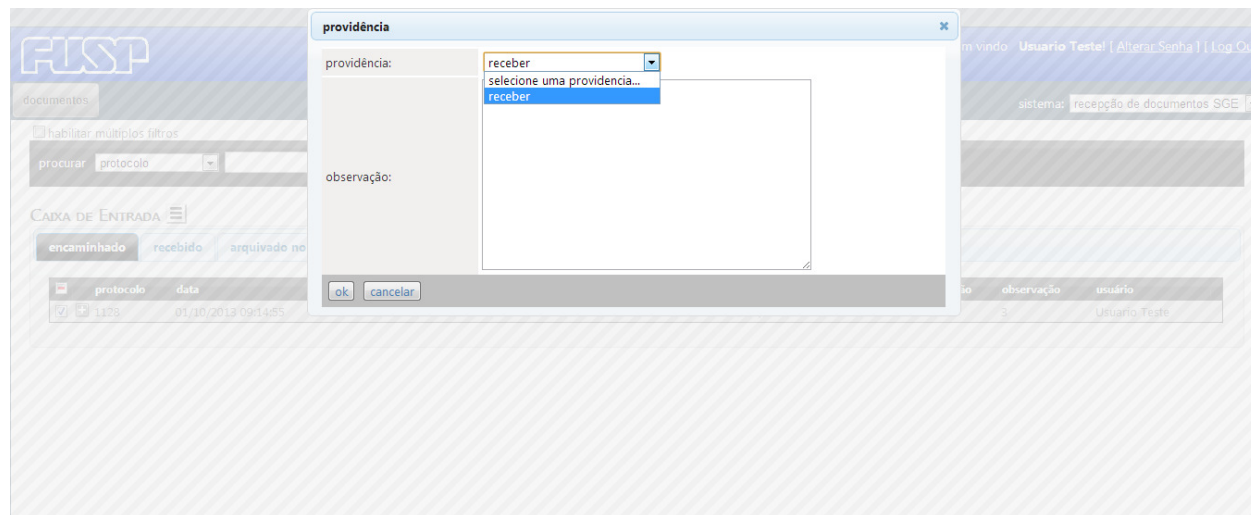 providência
FUSP
m vindo Usuario Teste! [ Alterar Senha ] [ Log Ou
providência:
receber
selecione uma providencia...
receber
documentos
sistema: recepção de documentos SGE
habilitar multiplos filtros
procurar protocolo
observação:
CAIXA DE ENTRADA
encaminhado recebido arquivado no
ok cancelar
protocolo data observação usuário
1173 01/10/2013 09:14:55 3 Usuario Teste